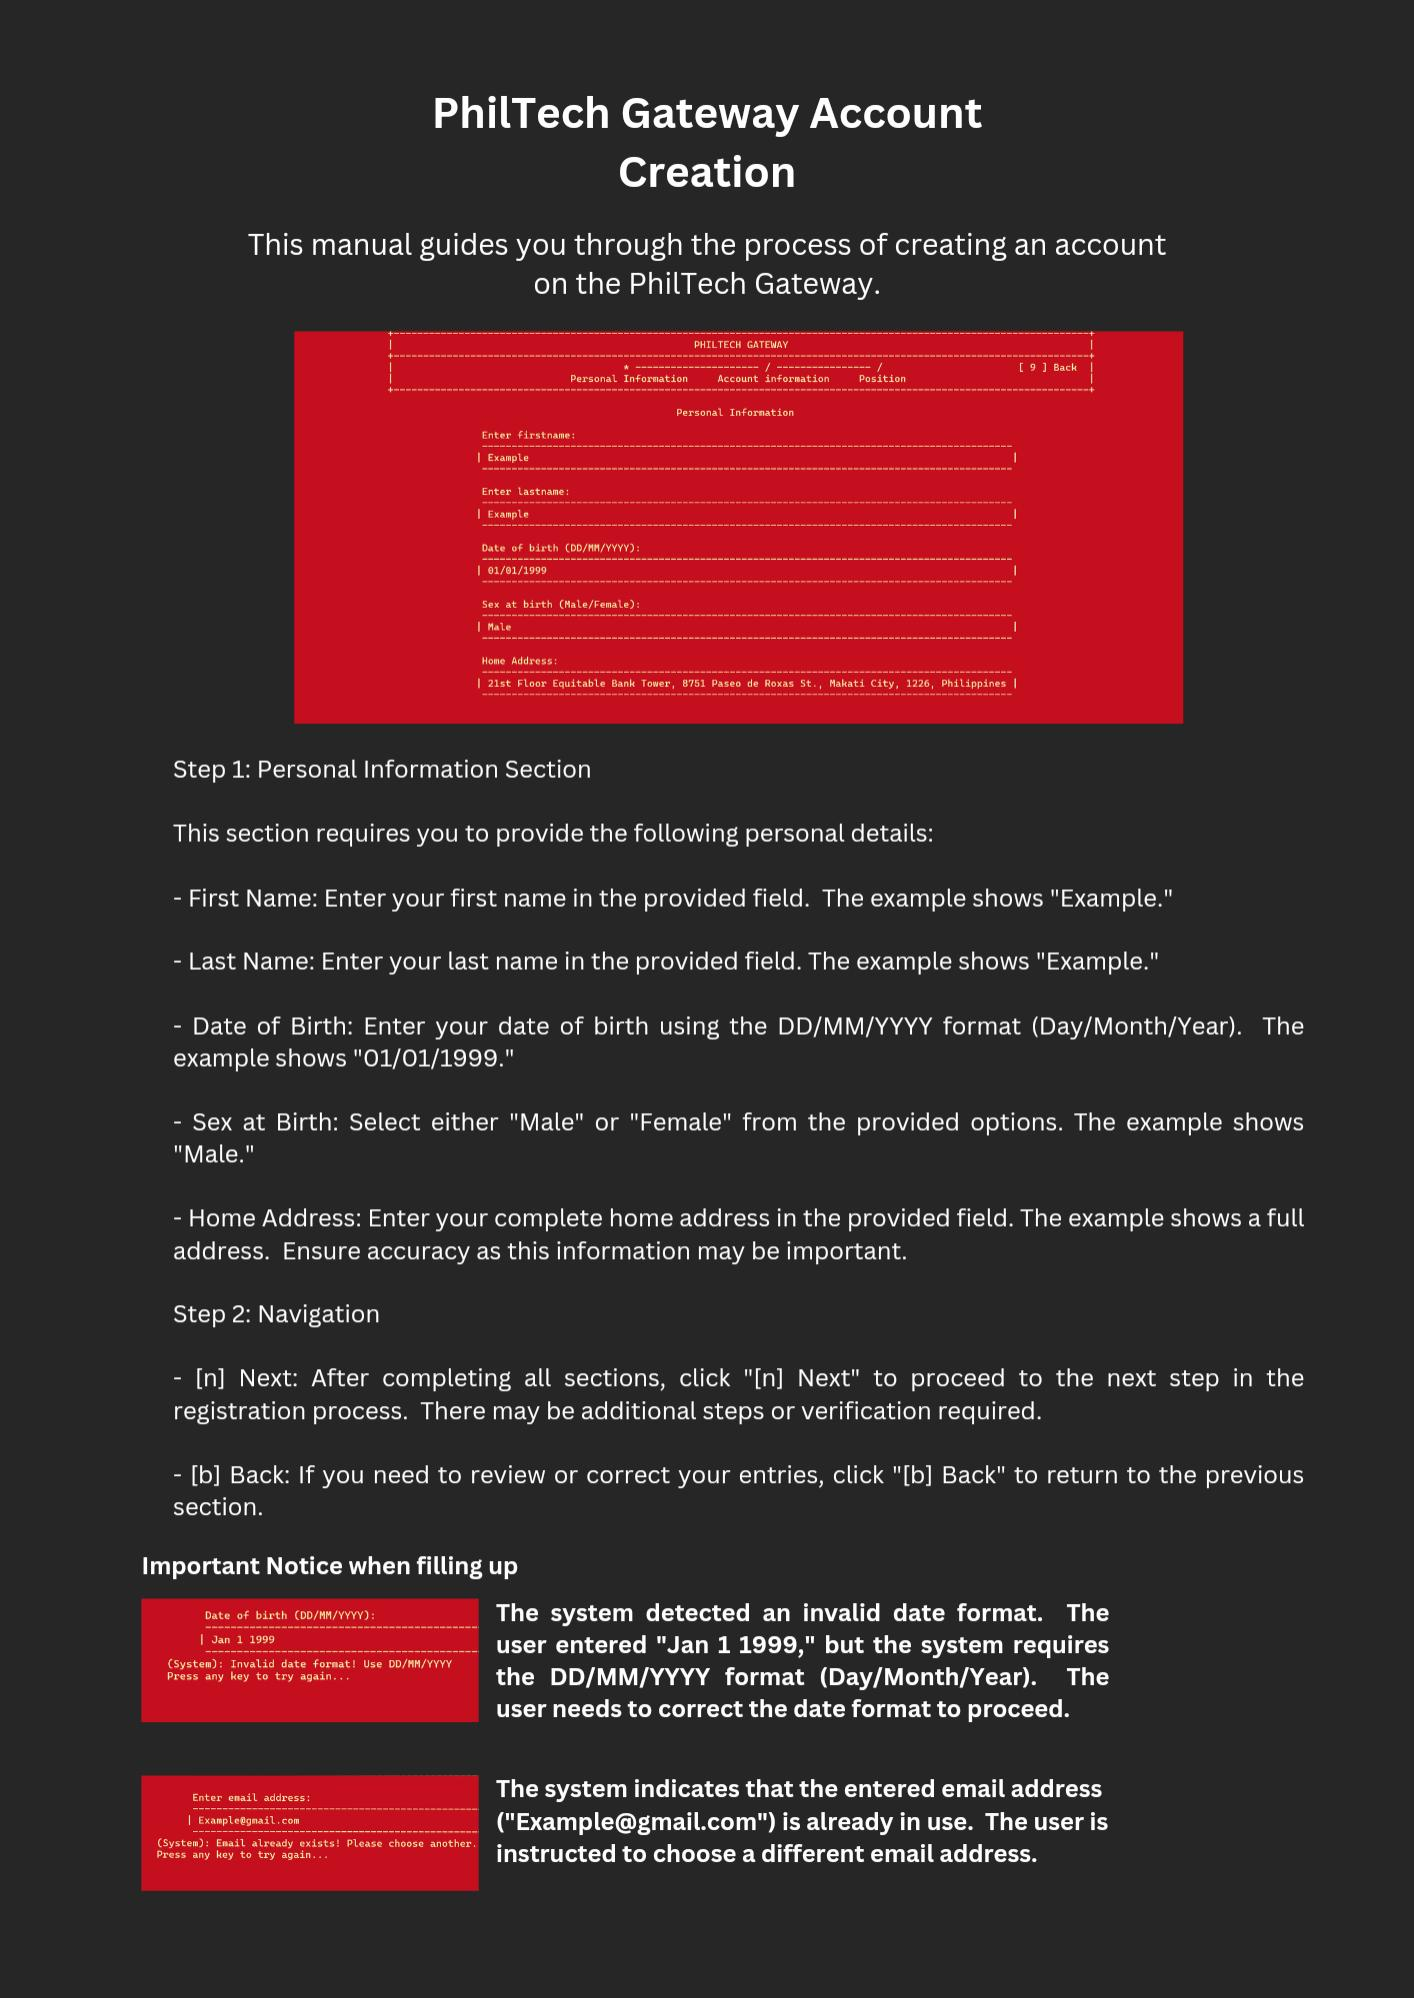 PhilTech Gateway Account
Creation
This manual guides you through the process of creating an account
on the PhilTech Gateway.
PHILTECH GATEWAY
* --------------------- / ---------------- / [ 9 ] Back
Personal Information Account information Position
Personal Information
Enter firstname:
| Example |
Enter lastname:
| Example |
Date of birth (DD/MM/YYYY):
| 01/01/1999 |
Sex at birth (Male/Female):
| Male |
Home Address:
| 21st Floor Equitable Bank Tower, 8751 Paseo de Roxas St., Makati City, 1226, Philippines |
Step 1: Personal Information Section
This section requires you to provide the following personal details:
- First Name: Enter your first name in the provided field.  The example shows "Example."
- Last Name: Enter your last name in the provided field. The example shows "Example."
- Date of Birth: Enter your date of birth using the DD/MM/YYYY format (Day/Month/Year).  The
example shows "01/01/1999."
- Sex at Birth: Select either "Male" or "Female" from the provided options. The example shows
"Male."
- Home Address: Enter your complete home address in the provided field. The example shows a full
address.  Ensure accuracy as this information may be important.
Step 2: Navigation
- [n] Next: After completing all sections, click "[n] Next" to proceed to the next step in the
registration process.  There may be additional steps or verification required.
- [b] Back: If you need to review or correct your entries, click "[b] Back" to return to the previous
section.
Important Notice when filling up
Date of birth (DD/MM/YYYY):
| Jan 1 1999
(System): Invalid date format! Use DD/MM/YYYY
Press any key to try again...
The system detected an invalid date format.  The
user entered "Jan 1 1999," but the system requires
the DD/MM/YYYY format (Day/Month/Year).  The
user needs to correct the date format to proceed.
Enter email address:
| Example@gmail.com
(System): Email already exists! Please choose another.
Press any key to try again...
The system indicates that the entered email address
("Example@gmail.com") is already in use.  The user is
instructed to choose a different email address.